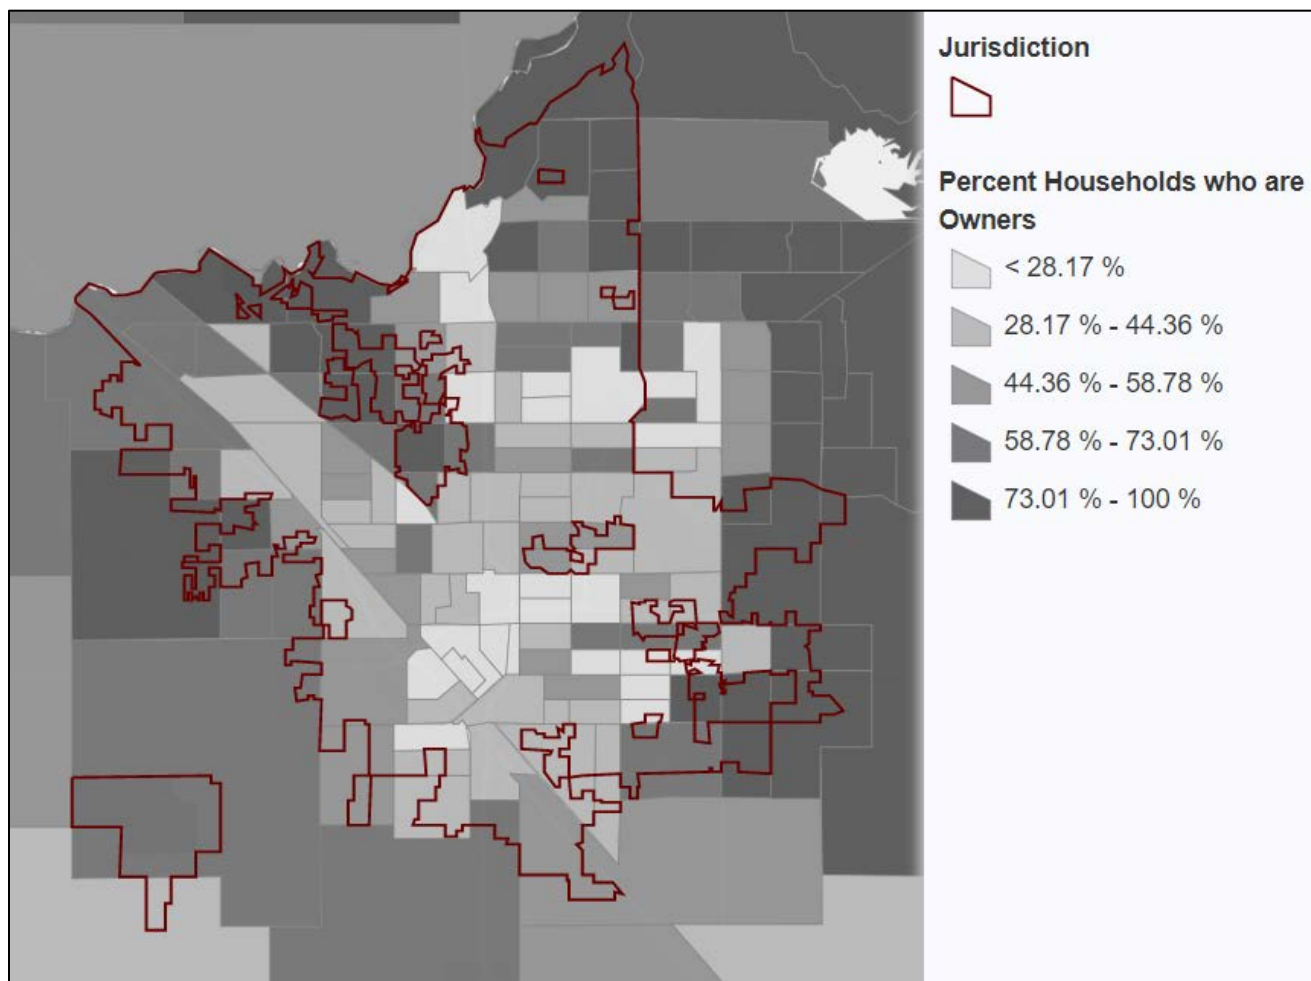 Jurisdiction
Percent Households who are
Owners
< 28.17 %
28.17 % - 44.36 %
44.36 % - 58.78 %
58.78 % - 73.01 %
73.01 % - 100 %